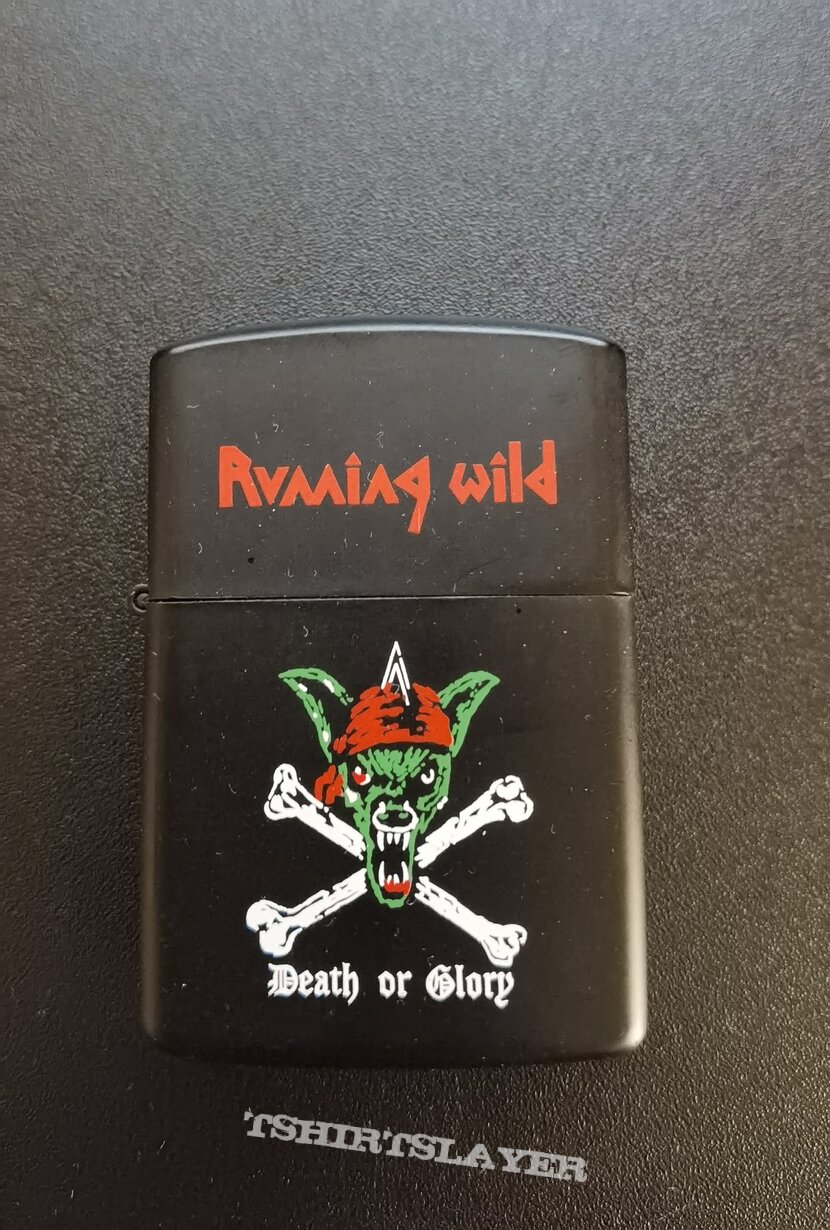 Running wild
Death or Glory
TSHIRTSLAYER